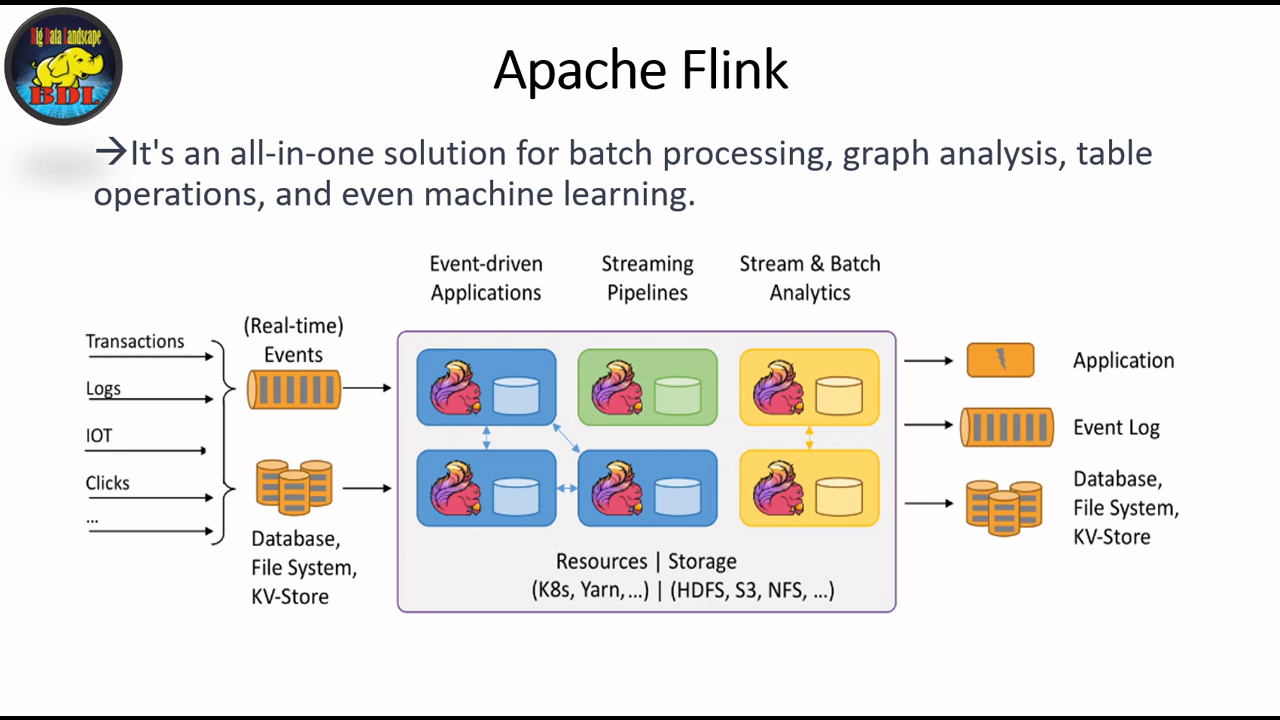 Big Data Landscape
BDL
Apache Flink
→It's an all-in-one solution for batch processing, graph analysis, table
operations, and even machine learning.
Event-driven
Applications
Streaming
Pipelines
Stream & Batch
Analytics
Transactions
Logs
IOT
Clicks
...
(Real-time)
Events
Database,
File System,
KV-Store
Resources | Storage
(K8s, Yarn,...) | (HDFS, S3, NFS, ...)
Application
Event Log
Database,
File System,
KV-Store